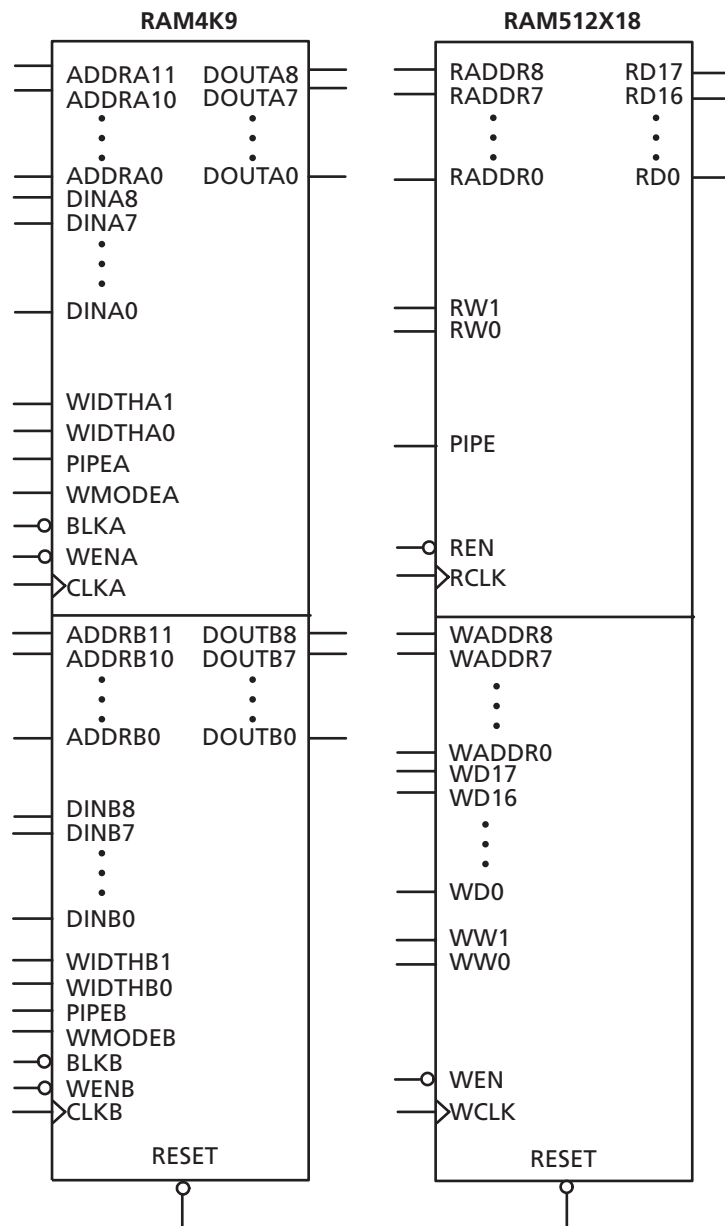 RAM4K9
ADDRA11 DOUTA8
ADDRA10 DOUTA7
ADDRA0 DOUTA0
DINA8
DINA7
DINA0
WIDTHA1
WIDTHA0
PIPEA
WMODEA
BLKA
WENA
CLKA
ADDRB11 DOUTB8
ADDRB10 DOUTB7
ADDRB0 DOUTB0
DINB8
DINB7
DINB0
WIDTHB1
WIDTHB0
PIPEB
WMODEB
BLKB
WENB
CLKB
RESET
RAM512X18
RADDR8 RD17
RADDR7 RD16
RADDR0 RD0
RW1
RW0
PIPE
REN
RCLK
WADDR8
WADDR7
WADDR0
WD17
WD16
WD0
WW1
WW0
WEN
WCLK
RESET